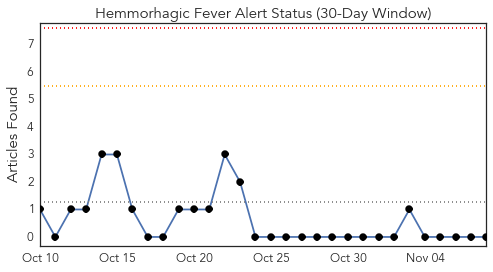 Hemmorhagic Fever Alert Status (30-Day Window)
Articles Found
7
6
5
4
3
2
1
0
Oct 10 Oct 15 Oct 20 Oct 25 Oct 30 Nov 04